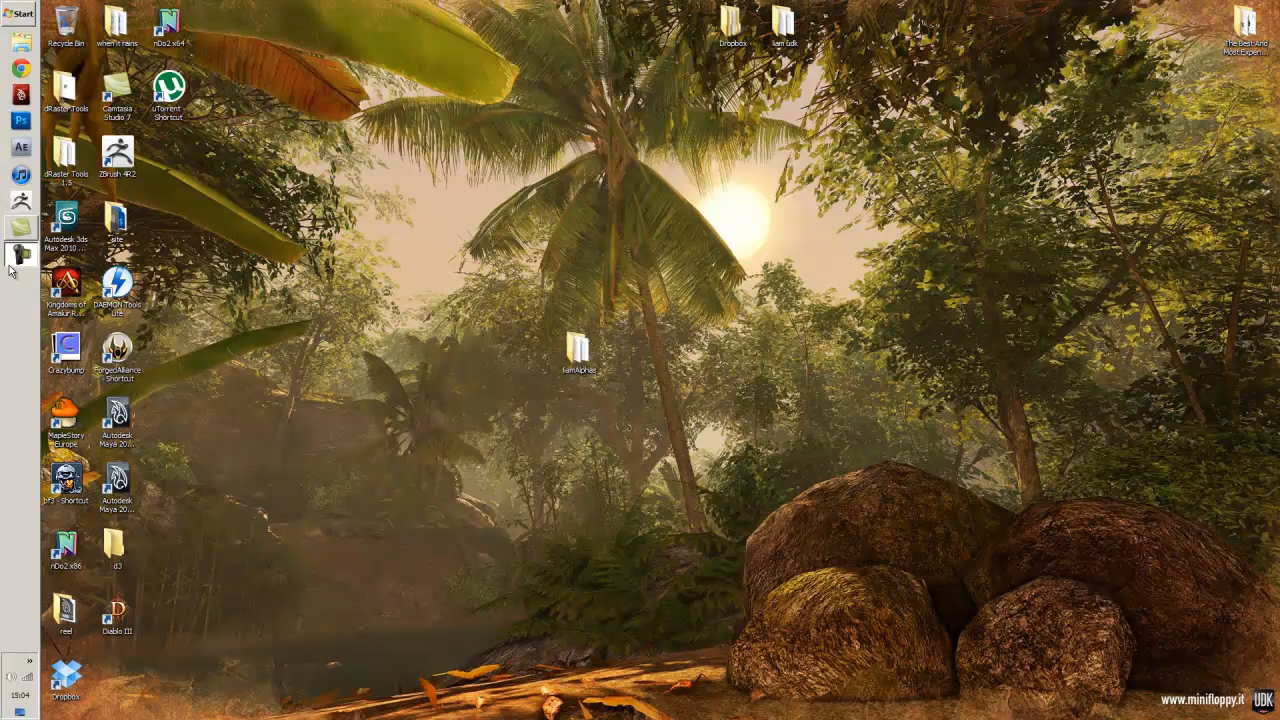 Start
Recycle Bin
when it rains
nDo2 x64
Dropbox
liam udk
The Best And
Most Expen...
dRaster Tools
Camtasia
Studio 7
uTorrent
Shortcut
Ps
AE
dRaster Tools
1.5
ZBrush 4R2
Autodesk 3ds
Max 2010 ...
site
Kingdoms of
Amalur R...
DAEMON Tools
Lite
Crazybump
ForgedAlliance
- Shortcut
liamAlphas
MapleStory
Europe
Autodesk
Maya 20...
bf3 - Shortcut
Autodesk
Maya 20...
nDo2 x86
d3
reel
Diablo III
Dropbox
15:04
www.minifloppy.it
UDK